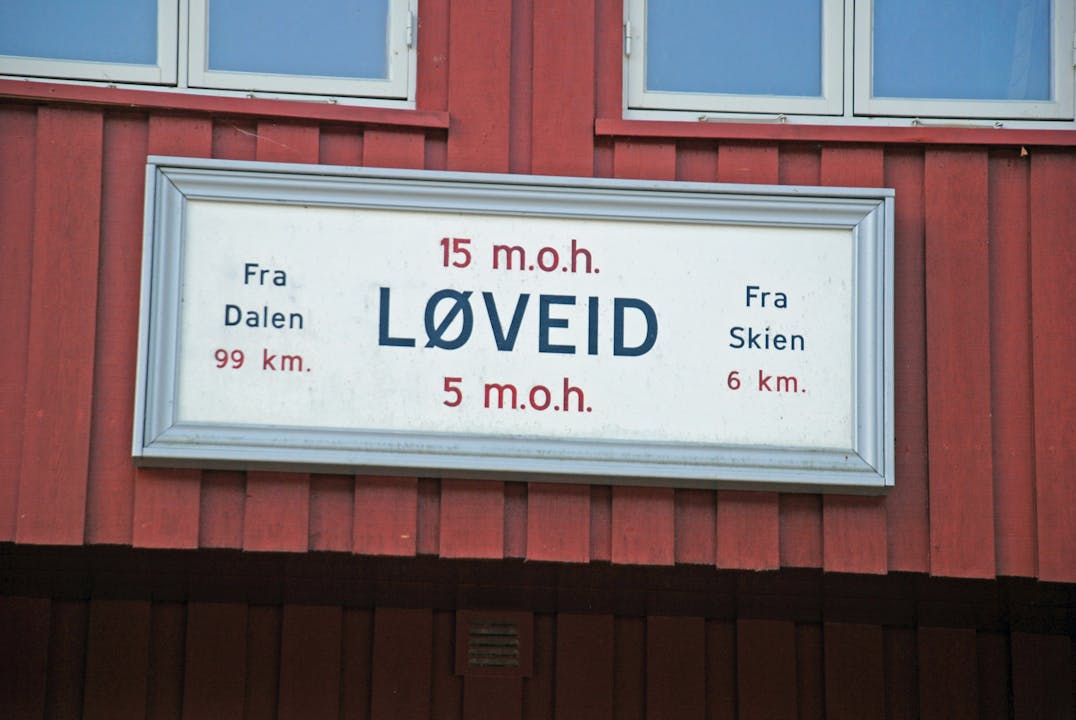 Fra
Dalen
99 km.
15 m.o.h.
LØVEID
5 m.o.h.
Fra
Skien
6 km.